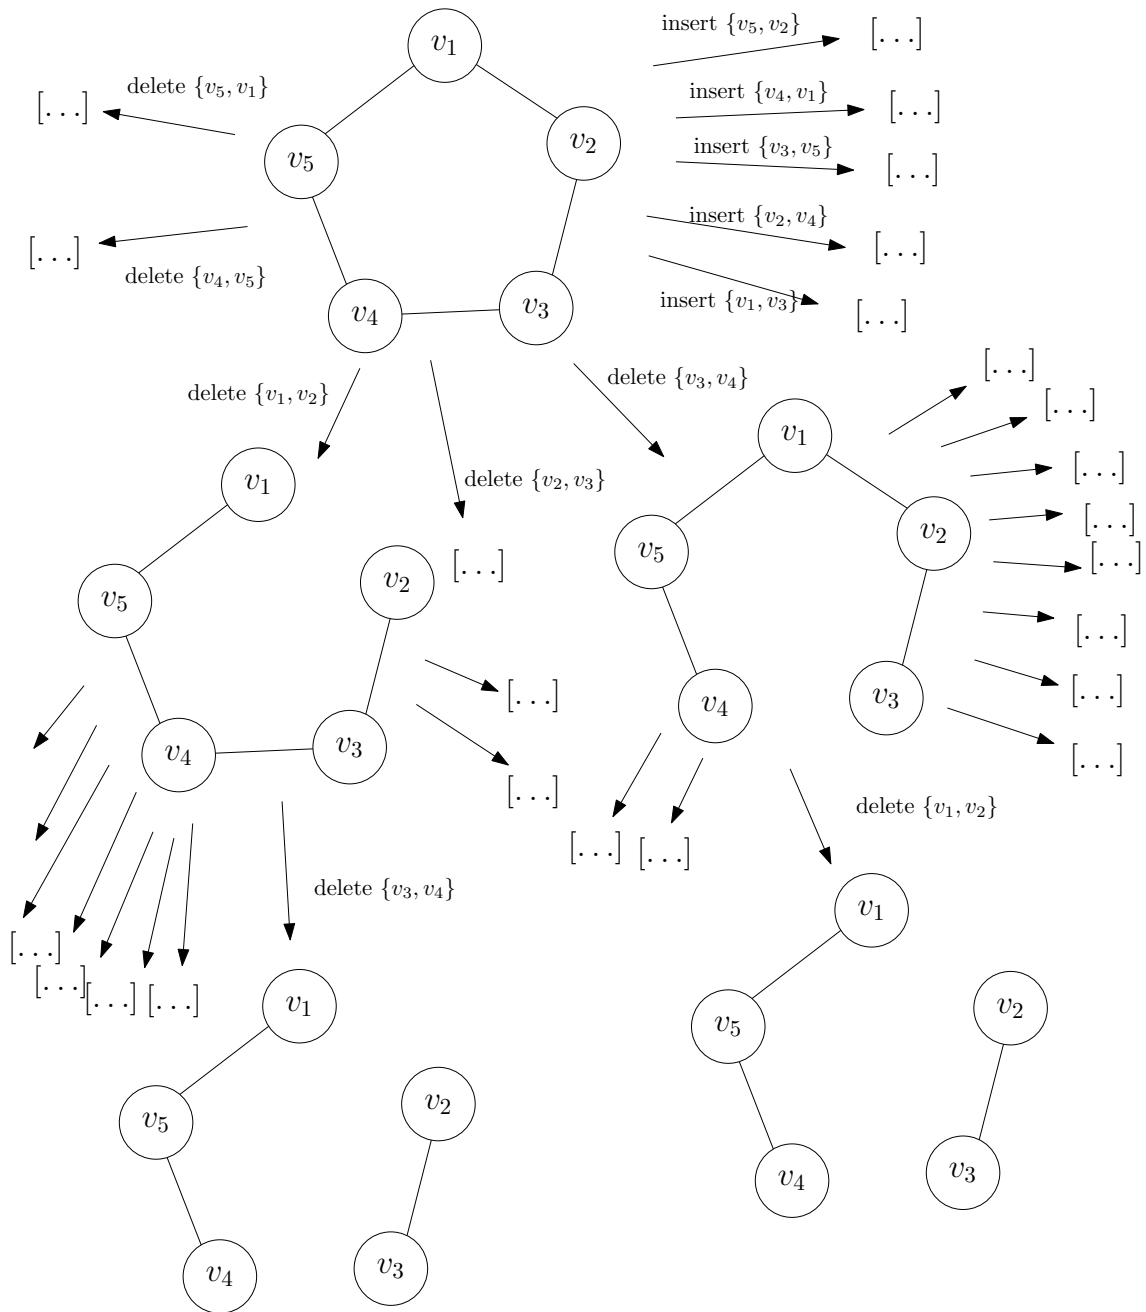 v₁
insert {v₅, v₂}
[. . .]
delete {v₅, v₁}
[. . .]
insert {v₄, v₁}
[. . .]
v₂
insert {v₃, v₅}
[. . .]
v₅
insert {v₂, v₄}
[. . .]
[. . .]
delete {v₄, v₅}
insert {v₁, v₃}
[. . .]
v₄
v₃
delete {v₁, v₂}
delete {v₃, v₄}
[. . .]
[. . .]
v₁
[. . .]
v₁
delete {v₂, v₃}
[. . .]
v₂
[. . .]
v₅
[. . .]
v₂
v₅
[. . .]
[. . .]
[. . .]
v₄
v₃
[. . .]
v₄
v₃
[. . .]
[. . .]
delete {v₁, v₂}
[. . .]
[. . .]
delete {v₃, v₄}
v₁
[. . .]
[. . .]
[. . .]
[. . .]
v₁
v₂
v₅
v₅
v₂
v₄
v₃
v₄
v₃